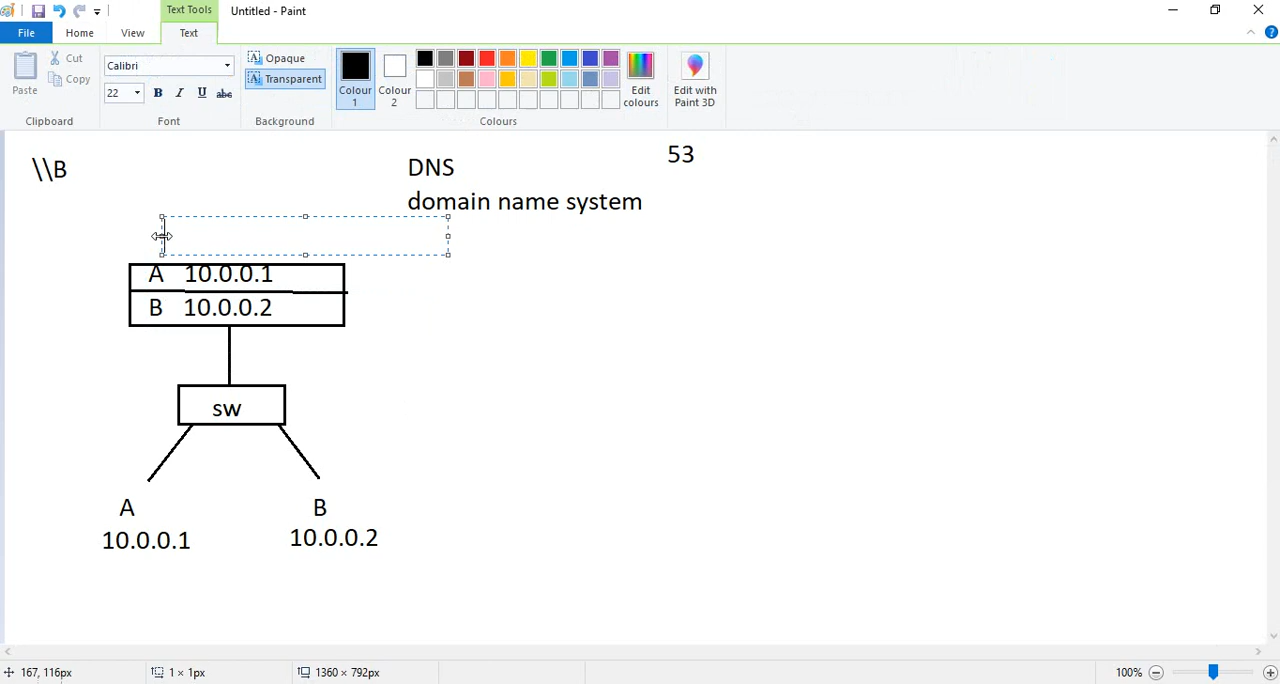 Text Tools
Untitled - Paint
File
Home
View
Text
Paste
Cut
Copy
Clipboard
Calibri
22
B I U abc
Font
Opaque
Transparent
Background
Colour 1
Colour 2
Edit colours
Colours
Edit with Paint 3D
\\B
DNS
53
domain name system
A 10.0.0.1
B 10.0.0.2
sw
A
B
10.0.0.1
10.0.0.2
167, 116px
1 × 1px
1360 × 792px
100%